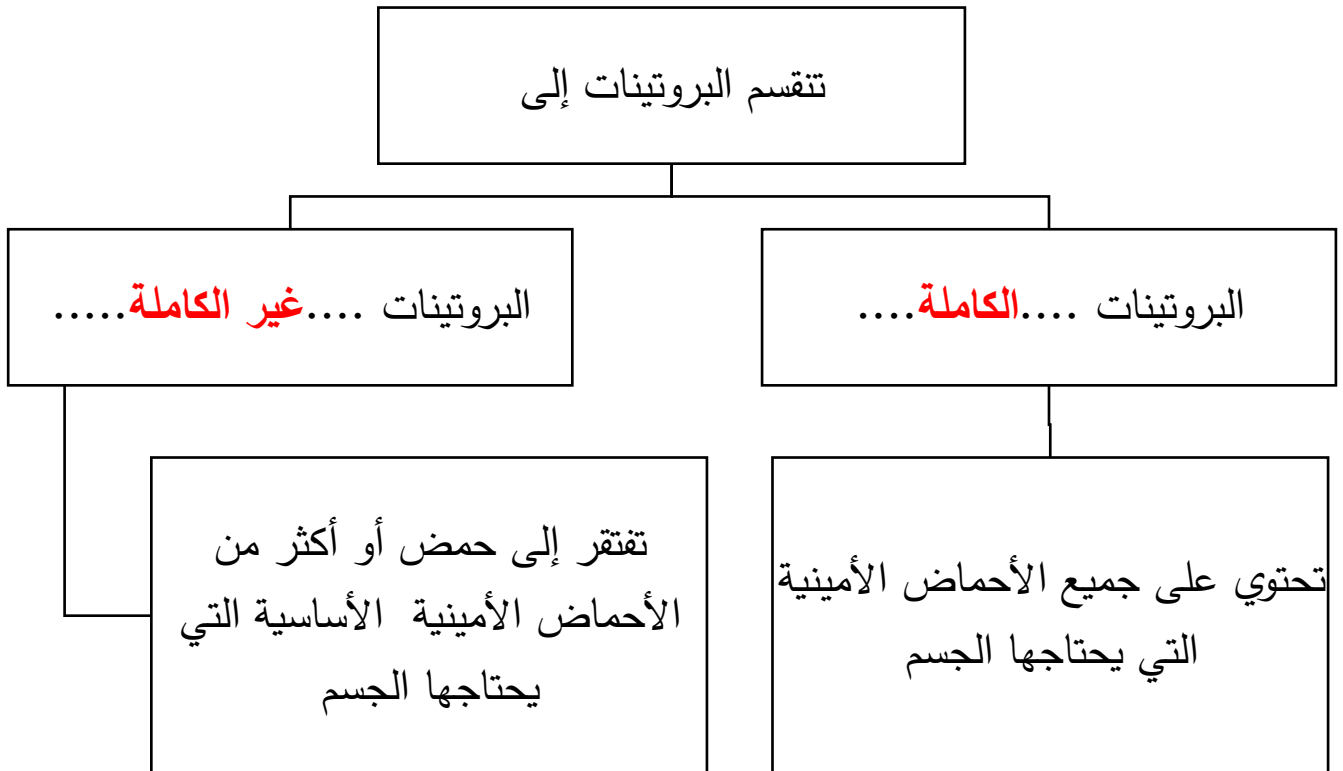 تنقسم البروتينات إلى
البروتينات ....الكاملة....
البروتينات ....غير الكاملة.....
تحتوي على جميع الأحماض الأمينية
التي يحتاجها الجسم
تفتقر إلى حمض أو أكثر من
الأحماض الأمينية الأساسية التي
يحتاجها الجسم